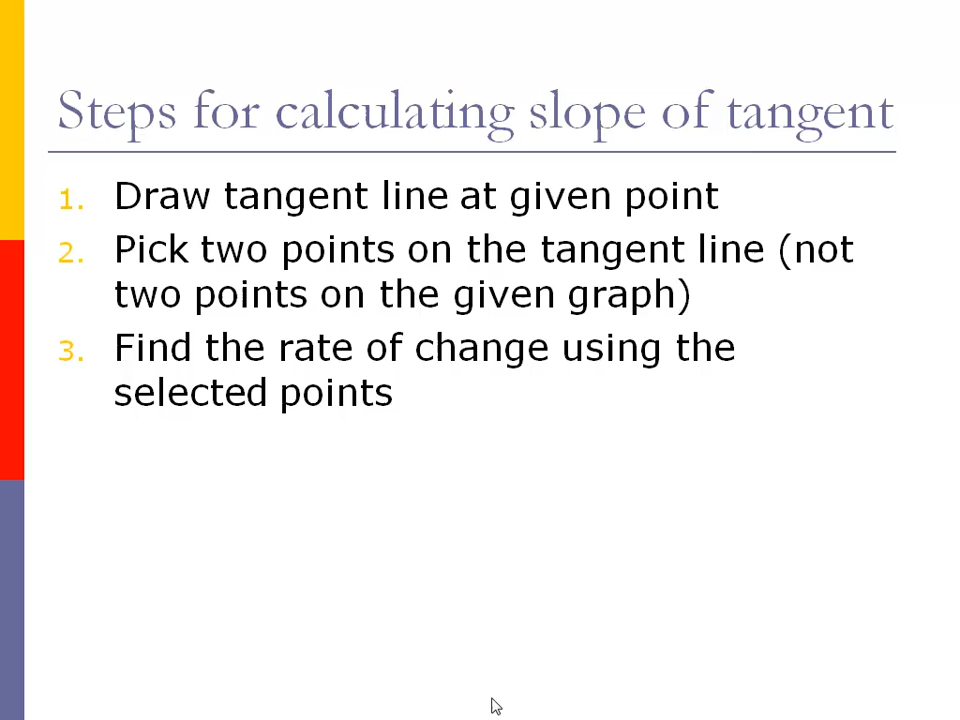 Steps for calculating slope of tangent
1. Draw tangent line at given point
2. Pick two points on the tangent line (not
two points on the given graph)
3. Find the rate of change using the
selected points